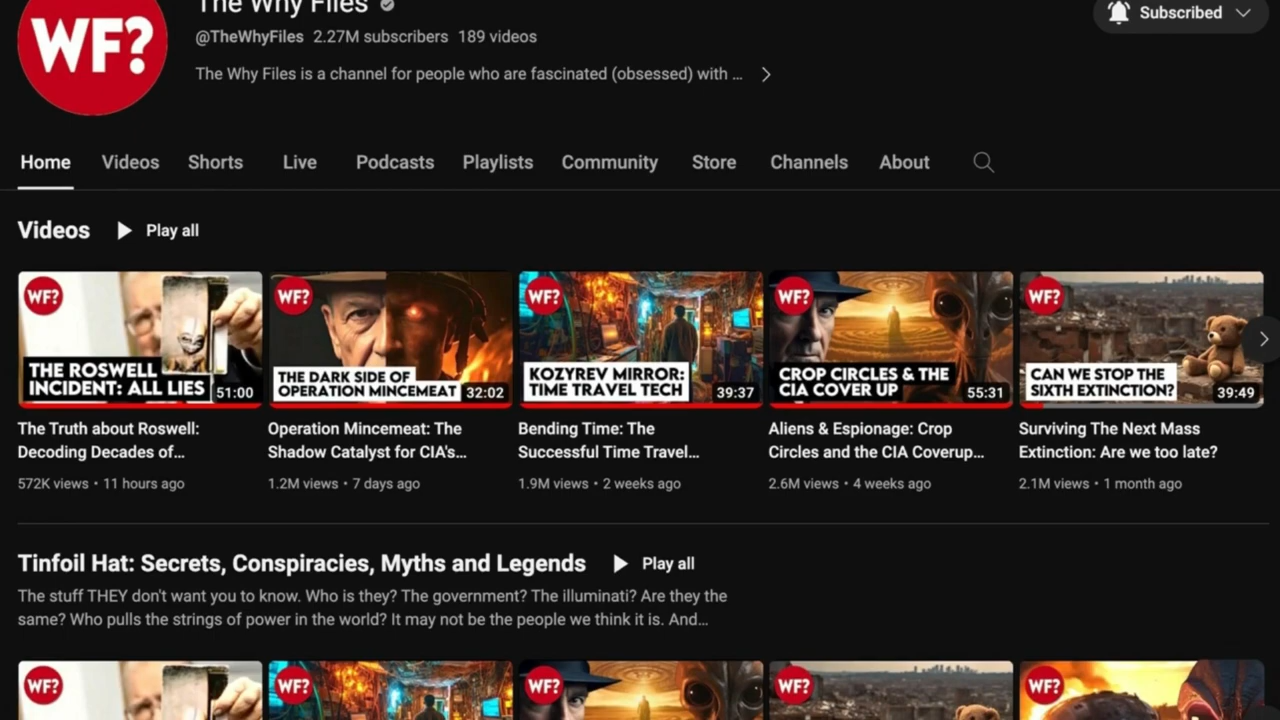 The Why Files
WF?
@TheWhyFiles 2.27M subscribers 189 videos
Subscribed
The Why Files is a channel for people who are fascinated (obsessed) with ...
Home Videos Shorts Live Podcasts Playlists Community Store Channels About
Videos Play all
WF?
THE ROSWELL
INCIDENT: ALL LIES
51:00
WF?
THE DARK SIDE OF
OPERATION MINCEMEAT
32:02
WF?
KOZYREV MIRROR:
TIME TRAVEL TECH
39:37
WF?
CROP CIRCLES & THE
CIA COVER UP
55:31
WF?
CAN WE STOP THE
SIXTH EXTINCTION?
39:49
The Truth about Roswell:
Decoding Decades of...
572K views • 11 hours ago
Operation Mincemeat: The
Shadow Catalyst for CIA's...
1.2M views • 7 days ago
Bending Time: The
Successful Time Travel...
1.9M views • 2 weeks ago
Aliens & Espionage: Crop
Circles and the CIA Coverup...
2.6M views • 4 weeks ago
Surviving The Next Mass
Extinction: Are we too late?
2.1M views • 1 month ago
Tinfoil Hat: Secrets, Conspiracies, Myths and Legends Play all
The stuff THEY don't want you to know. Who is they? The government? The illuminati? Are they the
same? Who pulls the strings of power in the world? It may not be the people we think it is. And...
WF?
WF?
WF?
WF?
WF?